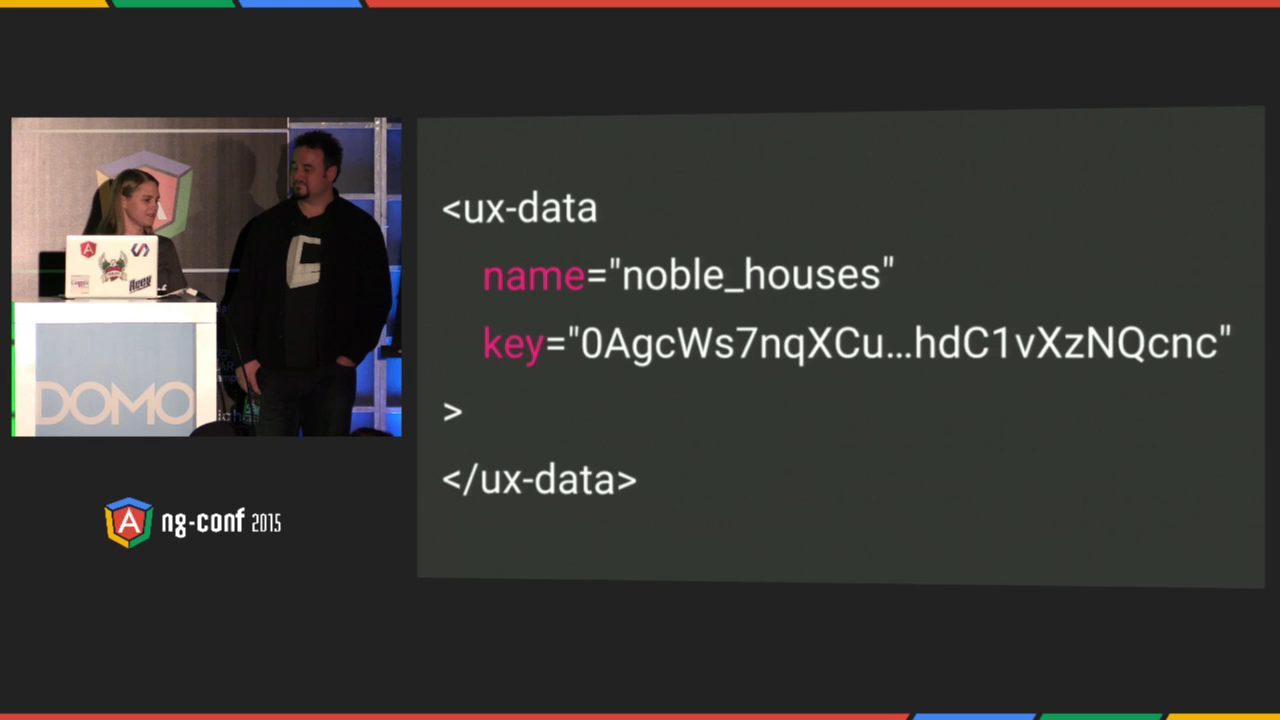 <ux-data
name="noble_houses"
key="0AgcWs7nqXCu...hdC1vXzNQcnc"
>
</ux-data>
DOMO
A ng-conf 2015